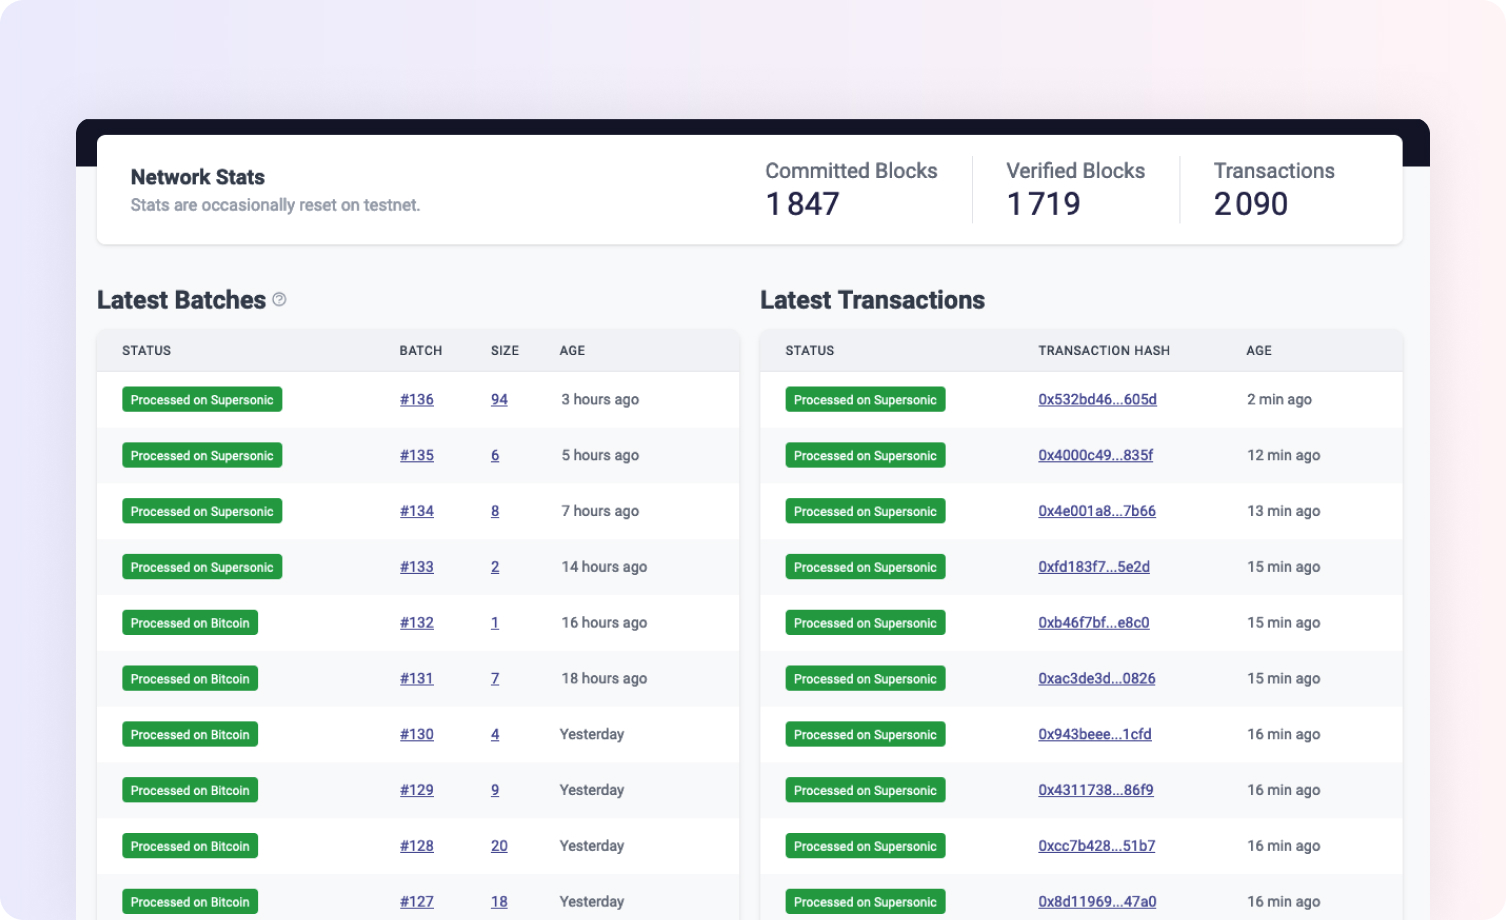 Network Stats
Stats are occasionally reset on testnet.
Committed Blocks
1 847
Verified Blocks
1 719
Transactions
2 090
Latest Batches
STATUS BATCH SIZE AGE
Processed on Supersonic #136 94 3 hours ago
Processed on Supersonic #135 6 5 hours ago
Processed on Supersonic #134 8 7 hours ago
Processed on Supersonic #133 2 14 hours ago
Processed on Bitcoin #132 1 16 hours ago
Processed on Bitcoin #131 7 18 hours ago
Processed on Bitcoin #130 4 Yesterday
Processed on Bitcoin #129 9 Yesterday
Processed on Bitcoin #128 20 Yesterday
Processed on Bitcoin #127 18 Yesterday
Latest Transactions
STATUS TRANSACTION HASH AGE
Processed on Supersonic 0x532bd46...605d 2 min ago
Processed on Supersonic 0x4000c49...835f 12 min ago
Processed on Supersonic 0x4e001a8...7b66 13 min ago
Processed on Supersonic 0xfd183f7...5e2d 15 min ago
Processed on Supersonic 0xb46f7bf...e8c0 15 min ago
Processed on Supersonic 0xac3de3d...0826 15 min ago
Processed on Supersonic 0x943beee...1cfd 16 min ago
Processed on Supersonic 0x4311738...86f9 16 min ago
Processed on Supersonic 0xcc7b428...51b7 16 min ago
Processed on Supersonic 0x8d11969...47a0 16 min ago